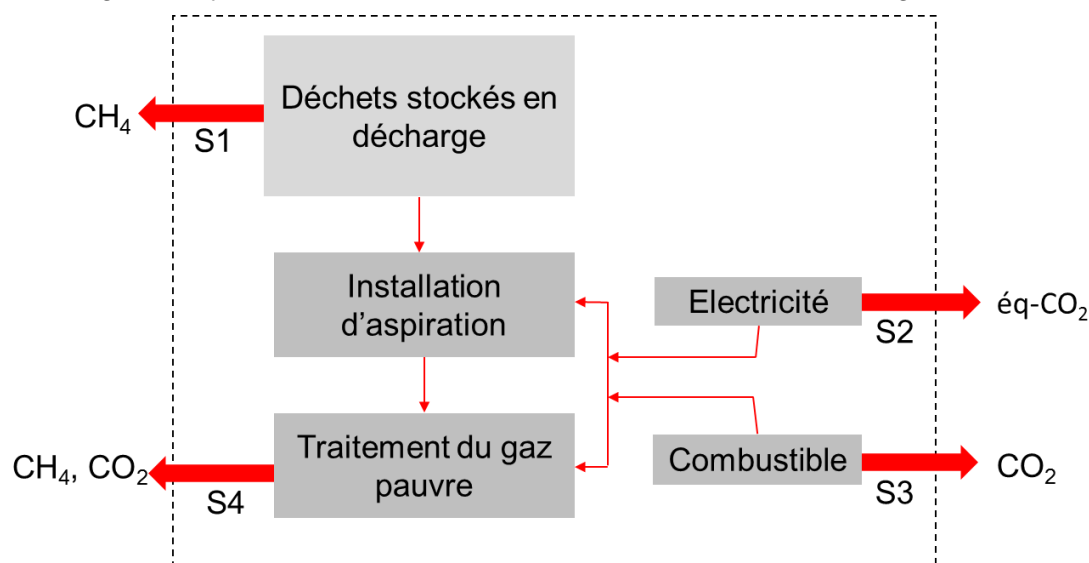 Déchets stockés en
décharge
CH₄
S1
Installation
d'aspiration
Electricité
éq-CO₂
S2
Traitement du gaz
pauvre
Combustible
CH₄, CO₂
CO₂
S4
S3